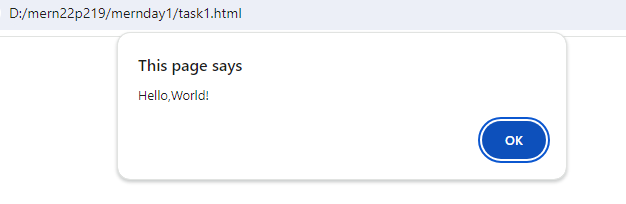 D:/mern22p219/mernday1/task1.html
This page says
Hello,World!
OK